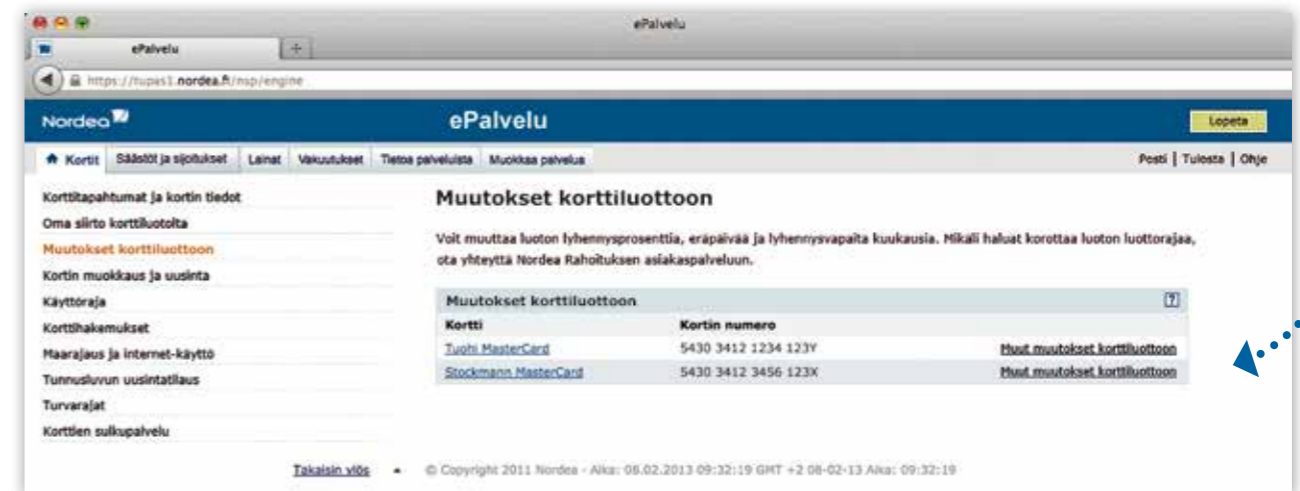 ePalvelu
ePalvelu
https://tupas1.nordea.fi/nsp/engine
Nordea ePalvelu Lopeta
Kortit Säästöt ja sijoitukset Lainat Vakuutukset Tietoa palveluista Muokkaa palvelua Posti | Tulosta | Ohje
Korttitapahtumat ja kortin tiedot
Oma siirto korttiluotolta
Muutokset korttiluottoon
Kortin muokkaus ja uusinta
Käyttöraja
Korttihakemukset
Maarajaus ja internet-käyttö
Tunnusluvun uusintatilaus
Turvarajat
Korttien sulkupalvelu
Muutokset korttiluottoon
Voit muuttaa luoton lyhennysprosenttia, eräpäivää ja lyhennysvapaita kuukausia. Mikäli haluat korottaa luoton luottorajaa,
ota yhteyttä Nordea Rahoituksen asiakaspalveluun.
Muutokset korttiluottoon ?
Kortti Kortin numero
Tuohi MasterCard 5430 3412 1234 123Y Muut muutokset korttiluottoon
Stockmann MasterCard 5430 3412 3456 123X Muut muutokset korttiluottoon
Takaisin ylös © Copyright 2011 Nordea - Aika: 08.02.2013 09:32:19 GMT +2 08-02-13 Aika: 09:32:19